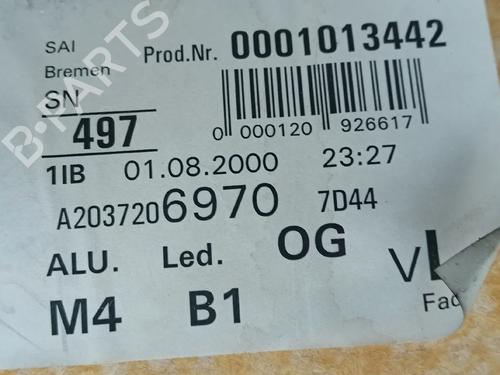 SAI
Bremen
Prod.Nr. 0001013442
SN
497
0 000120 926617
1IB 01.08.2000 23:27
A2037206970 7D44
ALU. Led. OG
M4 B1
B-PARTS